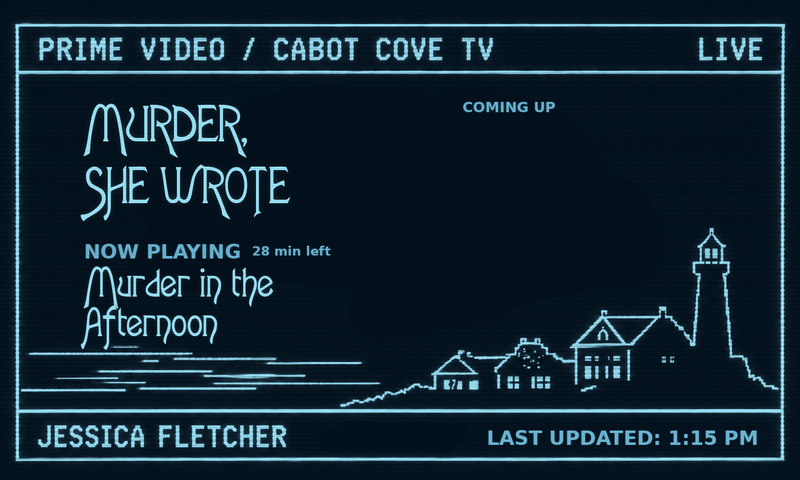 PRIME VIDEO / CABOT COVE TV
LIVE
MURDER,
SHE WROTE
COMING UP
NOW PLAYING 28 min left
Murder in the
Afternoon
JESSICA FLETCHER
LAST UPDATED: 1:15 PM